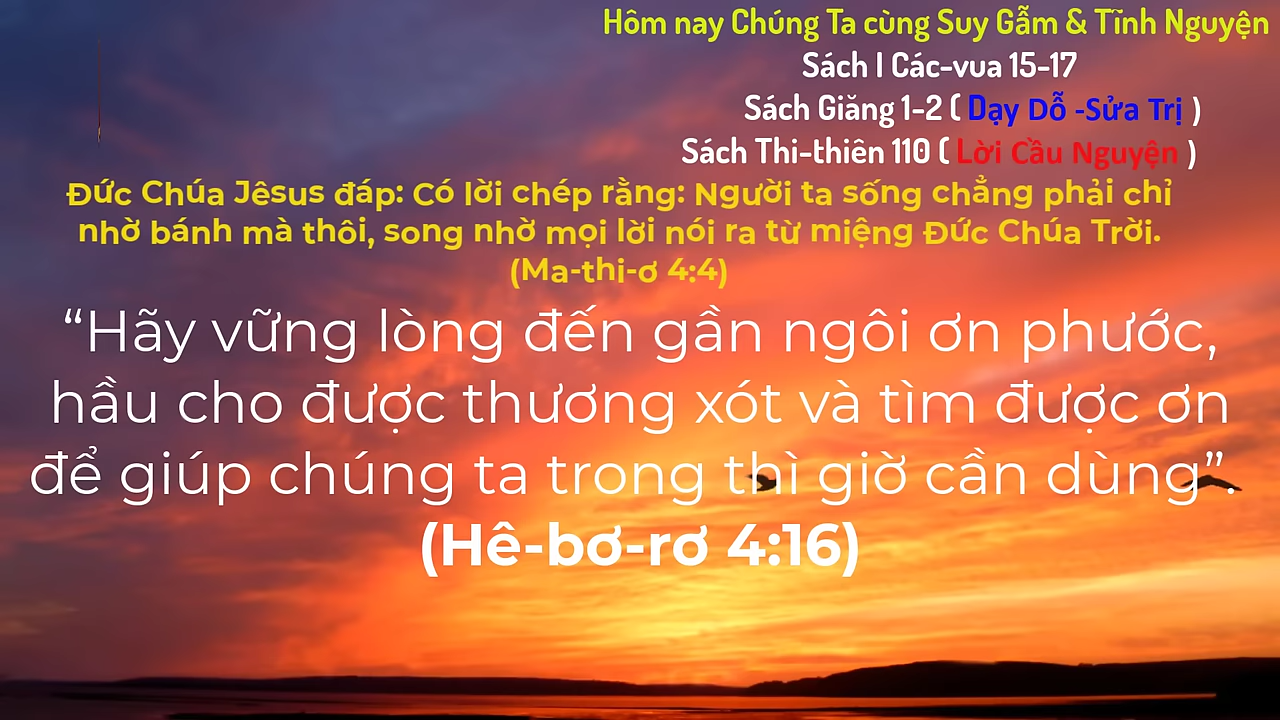 Hôm nay Chúng Ta cùng Suy Gẫm & Tĩnh Nguyện
Sách I Các-vua 15-17
Sách Giăng 1-2 ( Dạy Dỗ -Sửa Trị )
Sách Thi-thiên 110 ( Lời Cầu Nguyện )
Đức Chúa Jêsus đáp: Có lời chép rằng: Người ta sống chẳng phải chỉ
nhờ bánh mà thôi, song nhờ mọi lời nói ra từ miệng Đức Chúa Trời.
(Ma-thi-ơ 4:4)
“Hãy vững lòng đến gần ngôi ơn phước,
hầu cho được thương xót và tìm được ơn
để giúp chúng ta trong thì giờ cần dùng”.
(Hê-bơ-rơ 4:16)